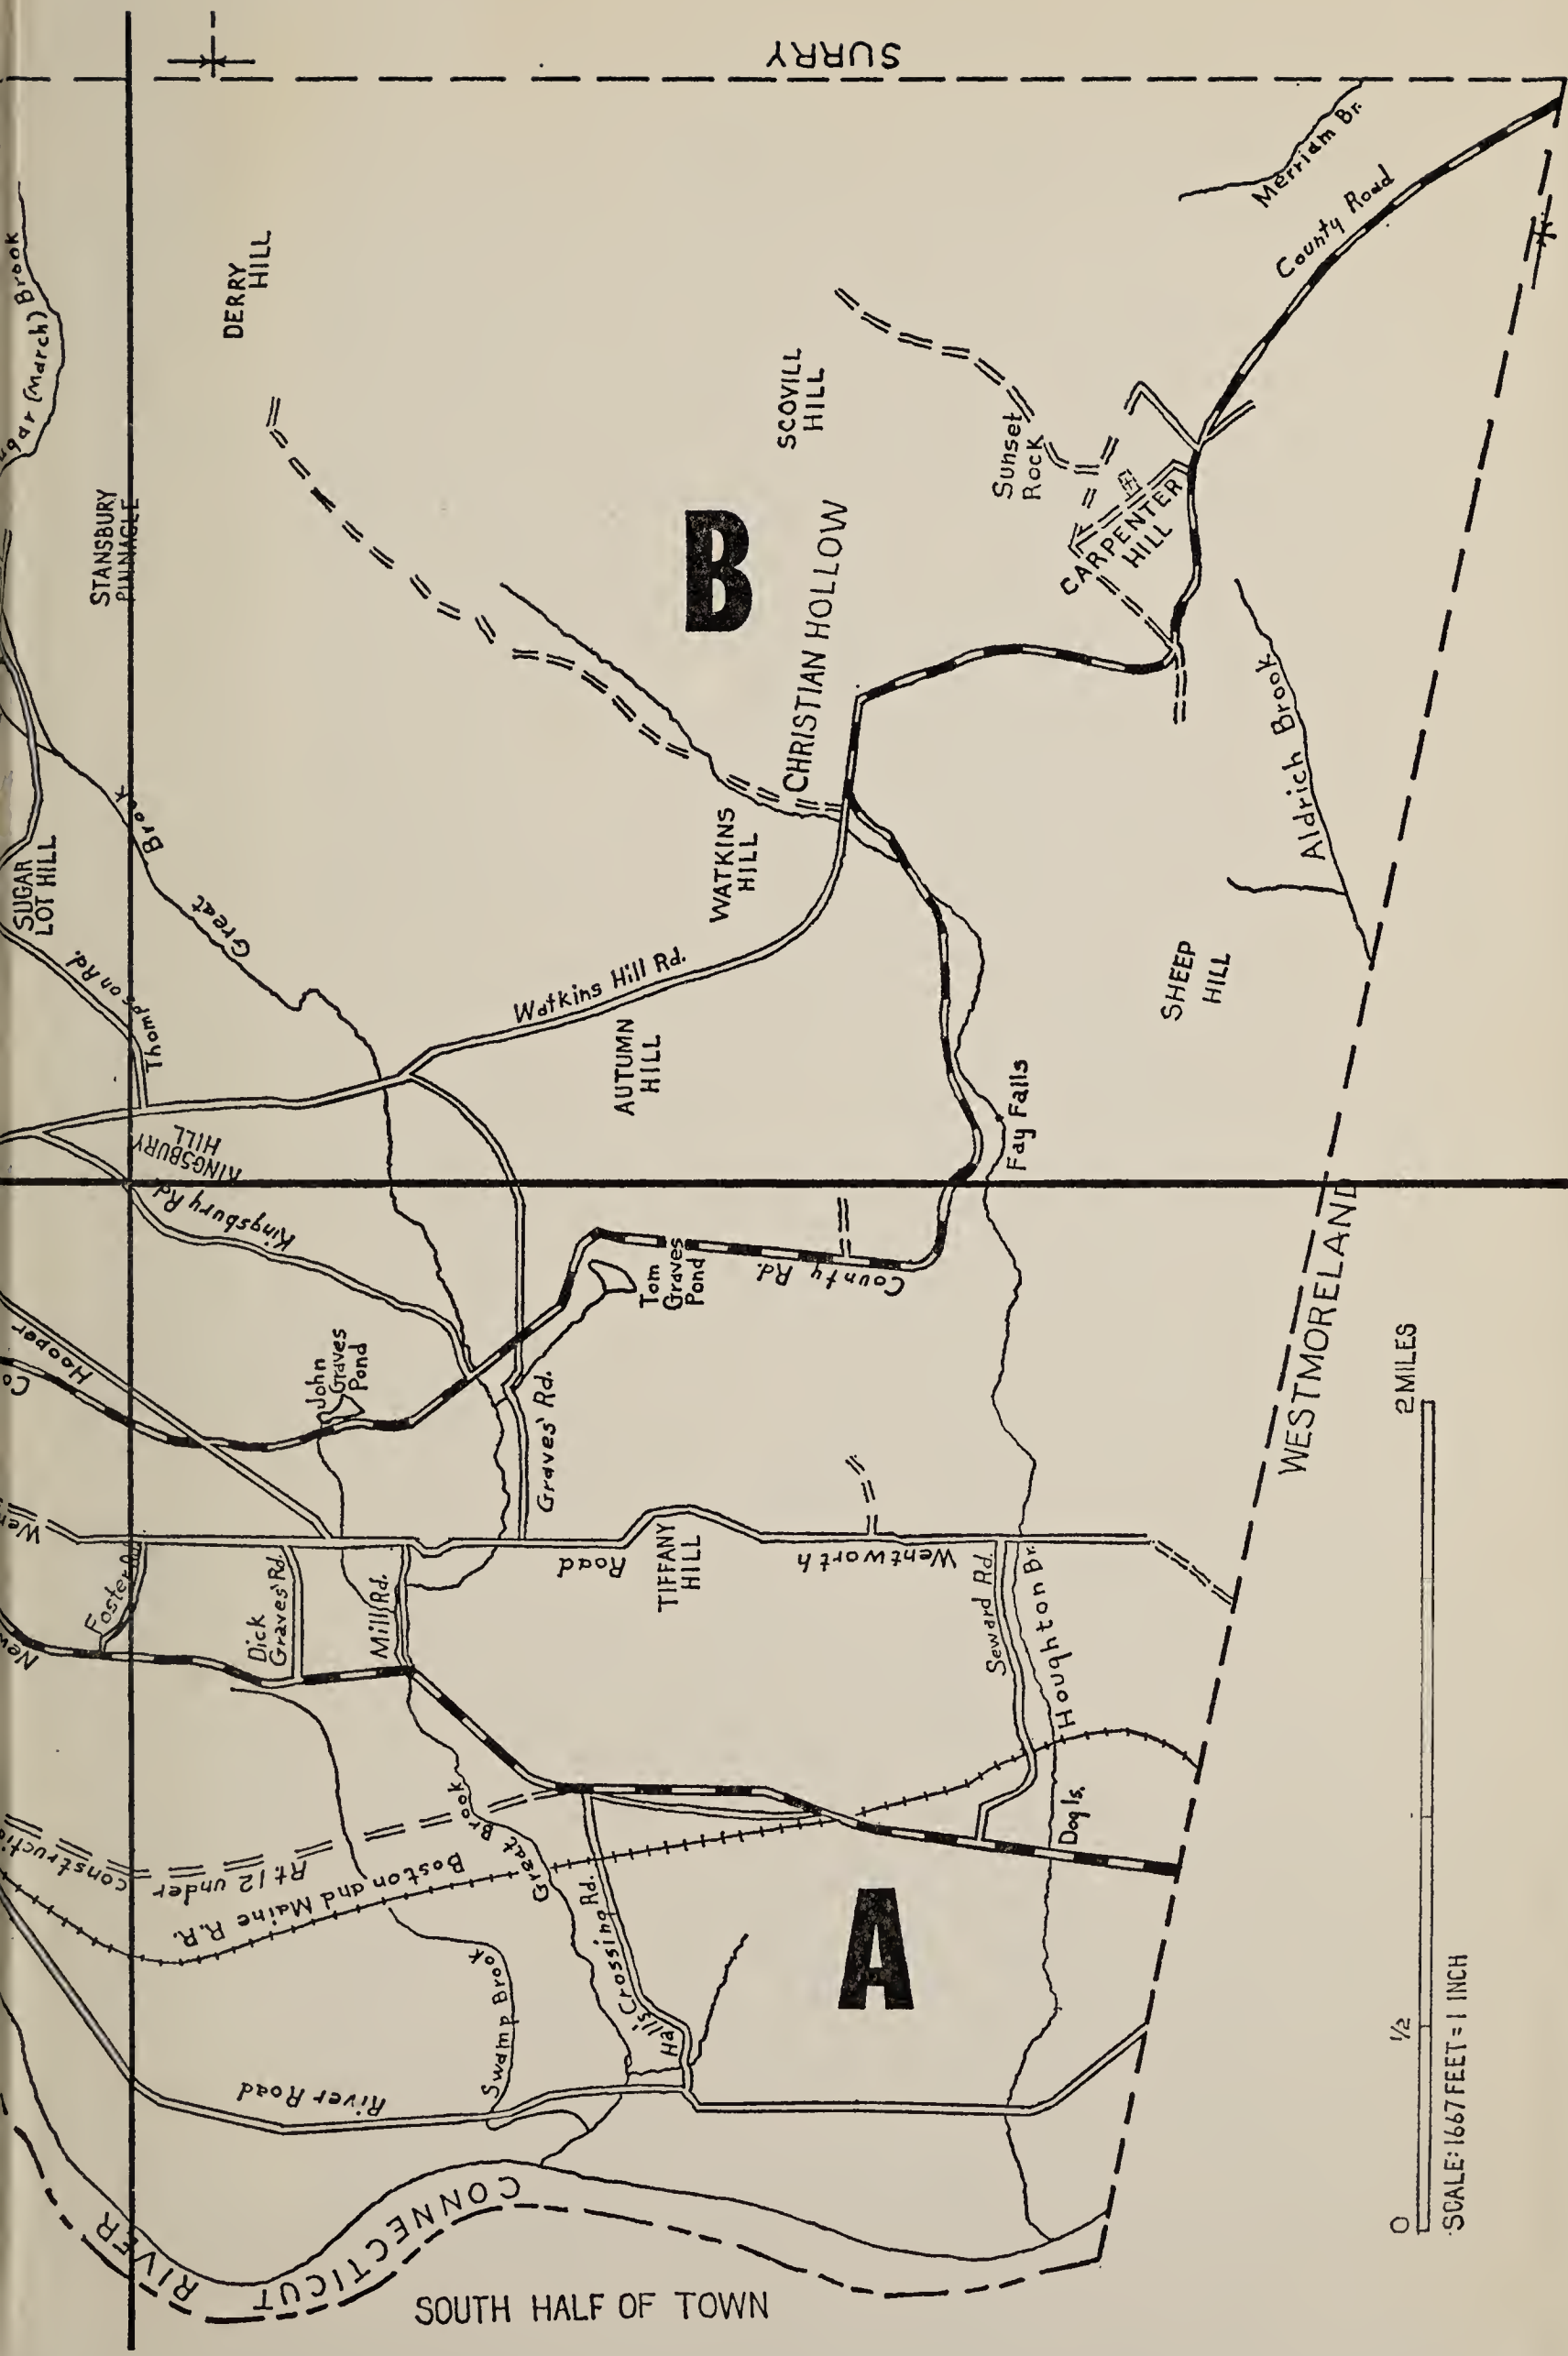 SURRY
Merriam Br.
County Road
Brook
(March)
DERRY
HILL
SCOVILL
HILL
Sunset
Rock
CARPENTER
HILL
STANSBURY
PINNACLE
B
CHRISTIAN HOLLOW
Aldrich Brook
SUGAR
LOT HILL
Great Brook
WATKINS
HILL
Thompson Rd.
Watkins Hill Rd.
AUTUMN
HILL
SHEEP
HILL
Fay Falls
KINGSBURY
HILL
Kingsbury Rd.
County Rd.
Tom
Graves
Pond
WESTMORELAND
Hooper
John
Graves
Pond
Graves' Rd.
Foster Rd.
Dick
Graves' Rd.
Mill Rd.
Wentworth Road
TIFFANY
HILL
Seward Rd.
Houghton Br.
Dog Is.
Rt 12 under
Boston and Maine R.R.
Great Brook
Hall's Crossing Rd.
Swamp Brook
A
River Road
CONNECTICUT RIVER
0
1/2
2 MILES
SCALE: 1667 FEET = 1 INCH
SOUTH HALF OF TOWN